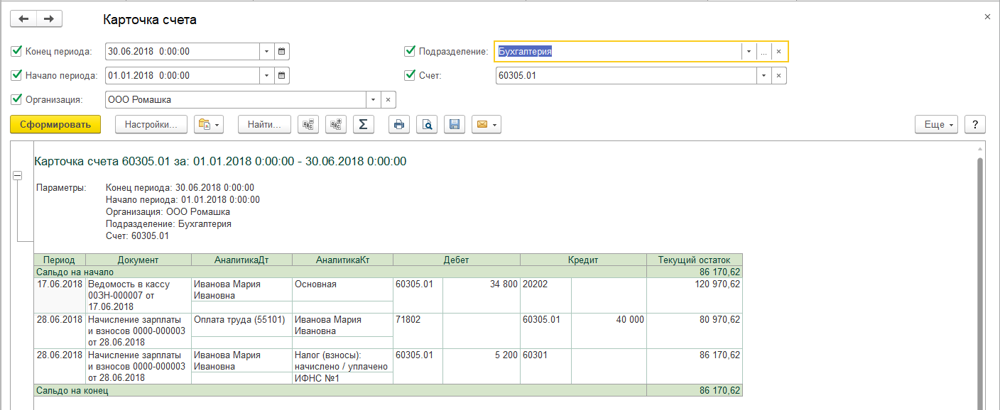 Карточка счета
Конец периода: 30.06.2018 0:00:00 Подразделение: Бухгалтерия
Начало периода: 01.01.2018 0:00:00 Счет: 60305.01
Организация: ООО Ромашка
Сформировать Настройки... Найти... Еще ?
Карточка счета 60305.01 за: 01.01.2018 0:00:00 - 30.06.2018 0:00:00
Параметры: Конец периода: 30.06.2018 0:00:00
Начало периода: 01.01.2018 0:00:00
Организация: ООО Ромашка
Подразделение: Бухгалтерия
Счет: 60305.01
Период Документ АналитикаДт АналитикаКт Дебет Кредит Текущий остаток
Сальдо на начало 86 170,62
17.06.2018 Ведомость в кассу Иванова Мария Основная 60305.01 34 800 20202 120 970,62
00ЗН-000007 от Ивановна
17.06.2018
28.06.2018 Начисление зарплаты Оплата труда (55101) Иванова Мария 71802 60305.01 40 000 80 970,62
и взносов 0000-000003 Ивановна
от 28.06.2018
28.06.2018 Начисление зарплаты Иванова Мария Налог (взносы): 60305.01 5 200 60301 86 170,62
и взносов 0000-000003 Ивановна начислено / уплачено
от 28.06.2018 ИФНС №1
Сальдо на конец 86 170,62